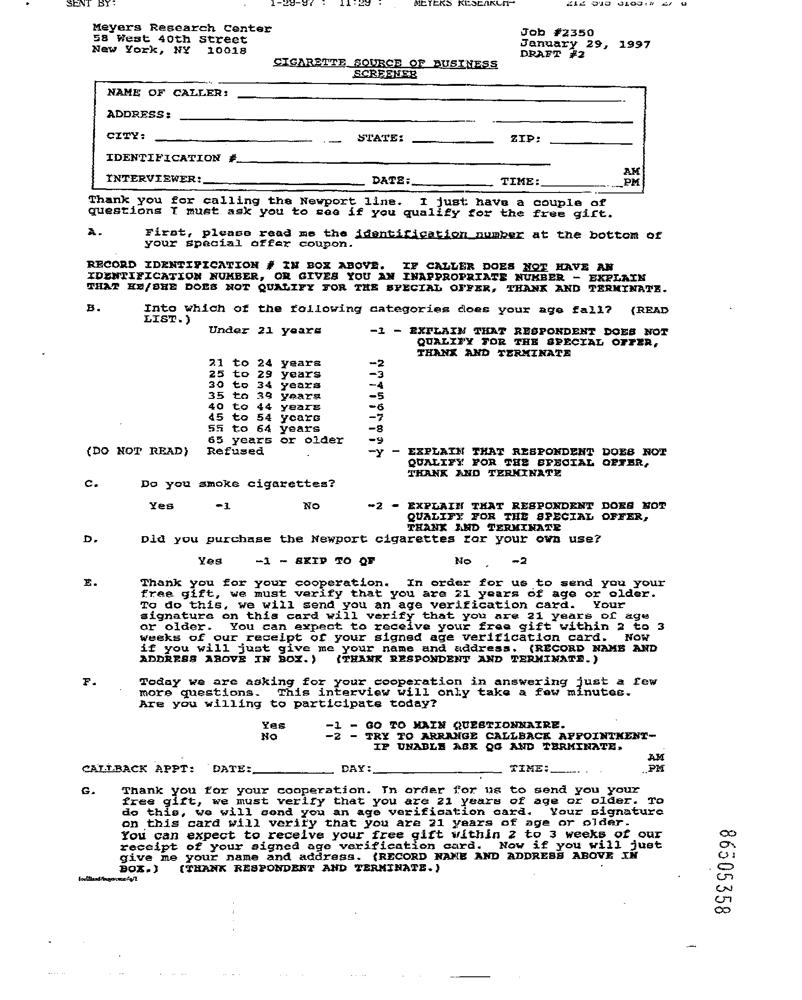 SENT BY: 1-29-97 : 11:29 : MEYERS RESEARCH→
Meyers Research Center
58 West 40th Street
New York, NY 10018
Job #2350
January 29, 1997
DRAFT #2
CIGARETTE SOURCE OF BUSINESS
SCREENER
NAME OF CALLER:
ADDRESS:
CITY: STATE: ZIP:
IDENTIFICATION #
AM
INTERVIEWER: DATE: TIME: PM
Thank you for calling the Newport line. I just have a couple of
questions I must ask you to see if you qualify for the free gift.
A. First, please read me the identification number at the bottom of
your special offer coupon.
RECORD IDENTIFICATION # IN BOX ABOVE. IF CALLER DOES NOT HAVE AN
IDENTIFICATION NUMBER, OR GIVES YOU AN INAPPROPRIATE NUMBER - EXPLAIN
THAT HE/SHE DOES NOT QUALIFY FOR THE SPECIAL OFFER, THANK AND TERMINATE.
B. Into which of the following categories does your age fall? (READ
LIST.)
Under 21 years -1 - EXPLAIN THAT RESPONDENT DOES NOT
QUALIFY FOR THE SPECIAL OFFER,
THANK AND TERMINATE
21 to 24 years -2
25 to 29 years -3
30 to 34 years -4
35 to 39 years -5
40 to 44 years -6
45 to 54 years -7
55 to 64 years -8
65 years or older -9
(DO NOT READ) Refused -y - EXPLAIN THAT RESPONDENT DOES NOT
QUALIFY FOR THE SPECIAL OFFER,
THANK AND TERMINATE
C. Do you smoke cigarettes?
Yes -1 No -2 - EXPLAIN THAT RESPONDENT DOES NOT
QUALIFY FOR THE SPECIAL OFFER,
THANK AND TERMINATE
D. Did you purchase the Newport cigarettes for your own use?
Yes -1 - SKIP TO QF No -2
E. Thank you for your cooperation. In order for us to send you your
free gift, we must verify that you are 21 years of age or older.
To do this, we will send you an age verification card. Your
signature on this card will verify that you are 21 years of age
or older. You can expect to receive your free gift within 2 to 3
weeks of our receipt of your signed age verification card. Now
if you will just give me your name and address. (RECORD NAME AND
ADDRESS ABOVE IN BOX.) (THANK RESPONDENT AND TERMINATE.)
F. Today we are asking for your cooperation in answering just a few
more questions. This interview will only take a few minutes.
Are you willing to participate today?
Yes -1 - GO TO MAIN QUESTIONNAIRE.
No -2 - TRY TO ARRANGE CALLBACK APPOINTMENT-
IF UNABLE ASK QG AND TERMINATE.
AM
CALLBACK APPT: DATE: DAY: TIME: PM
G. Thank you for your cooperation. In order for us to send you your
free gift, we must verify that you are 21 years of age or older. To
do this, we will send you an age verification card. Your signature
on this card will verify that you are 21 years of age or older.
You can expect to receive your free gift within 2 to 3 weeks of our
receipt of your signed age verification card. Now if you will just
give me your name and address. (RECORD NAME AND ADDRESS ABOVE IN
BOX.) (THANK RESPONDENT AND TERMINATE.)